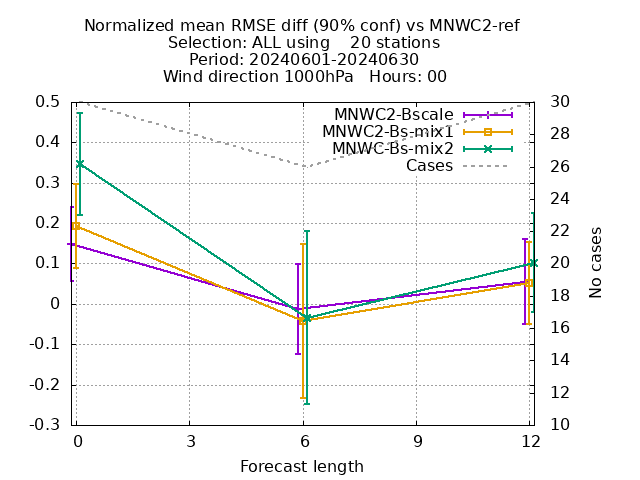 Normalized mean RMSE diff (90% conf) vs MNWC2-ref
Selection: ALL using    20 stations
Period: 20240601-20240630
Wind direction 1000hPa   Hours: 00
MNWC2-Bscale
MNWC2-Bs-mix1
MNWC-Bs-mix2
Cases
0.5
0.4
0.3
0.2
0.1
0
-0.1
-0.2
-0.3
30
28
26
24
22
20
18
16
14
12
10
No cases
0
3
6
9
12
Forecast length